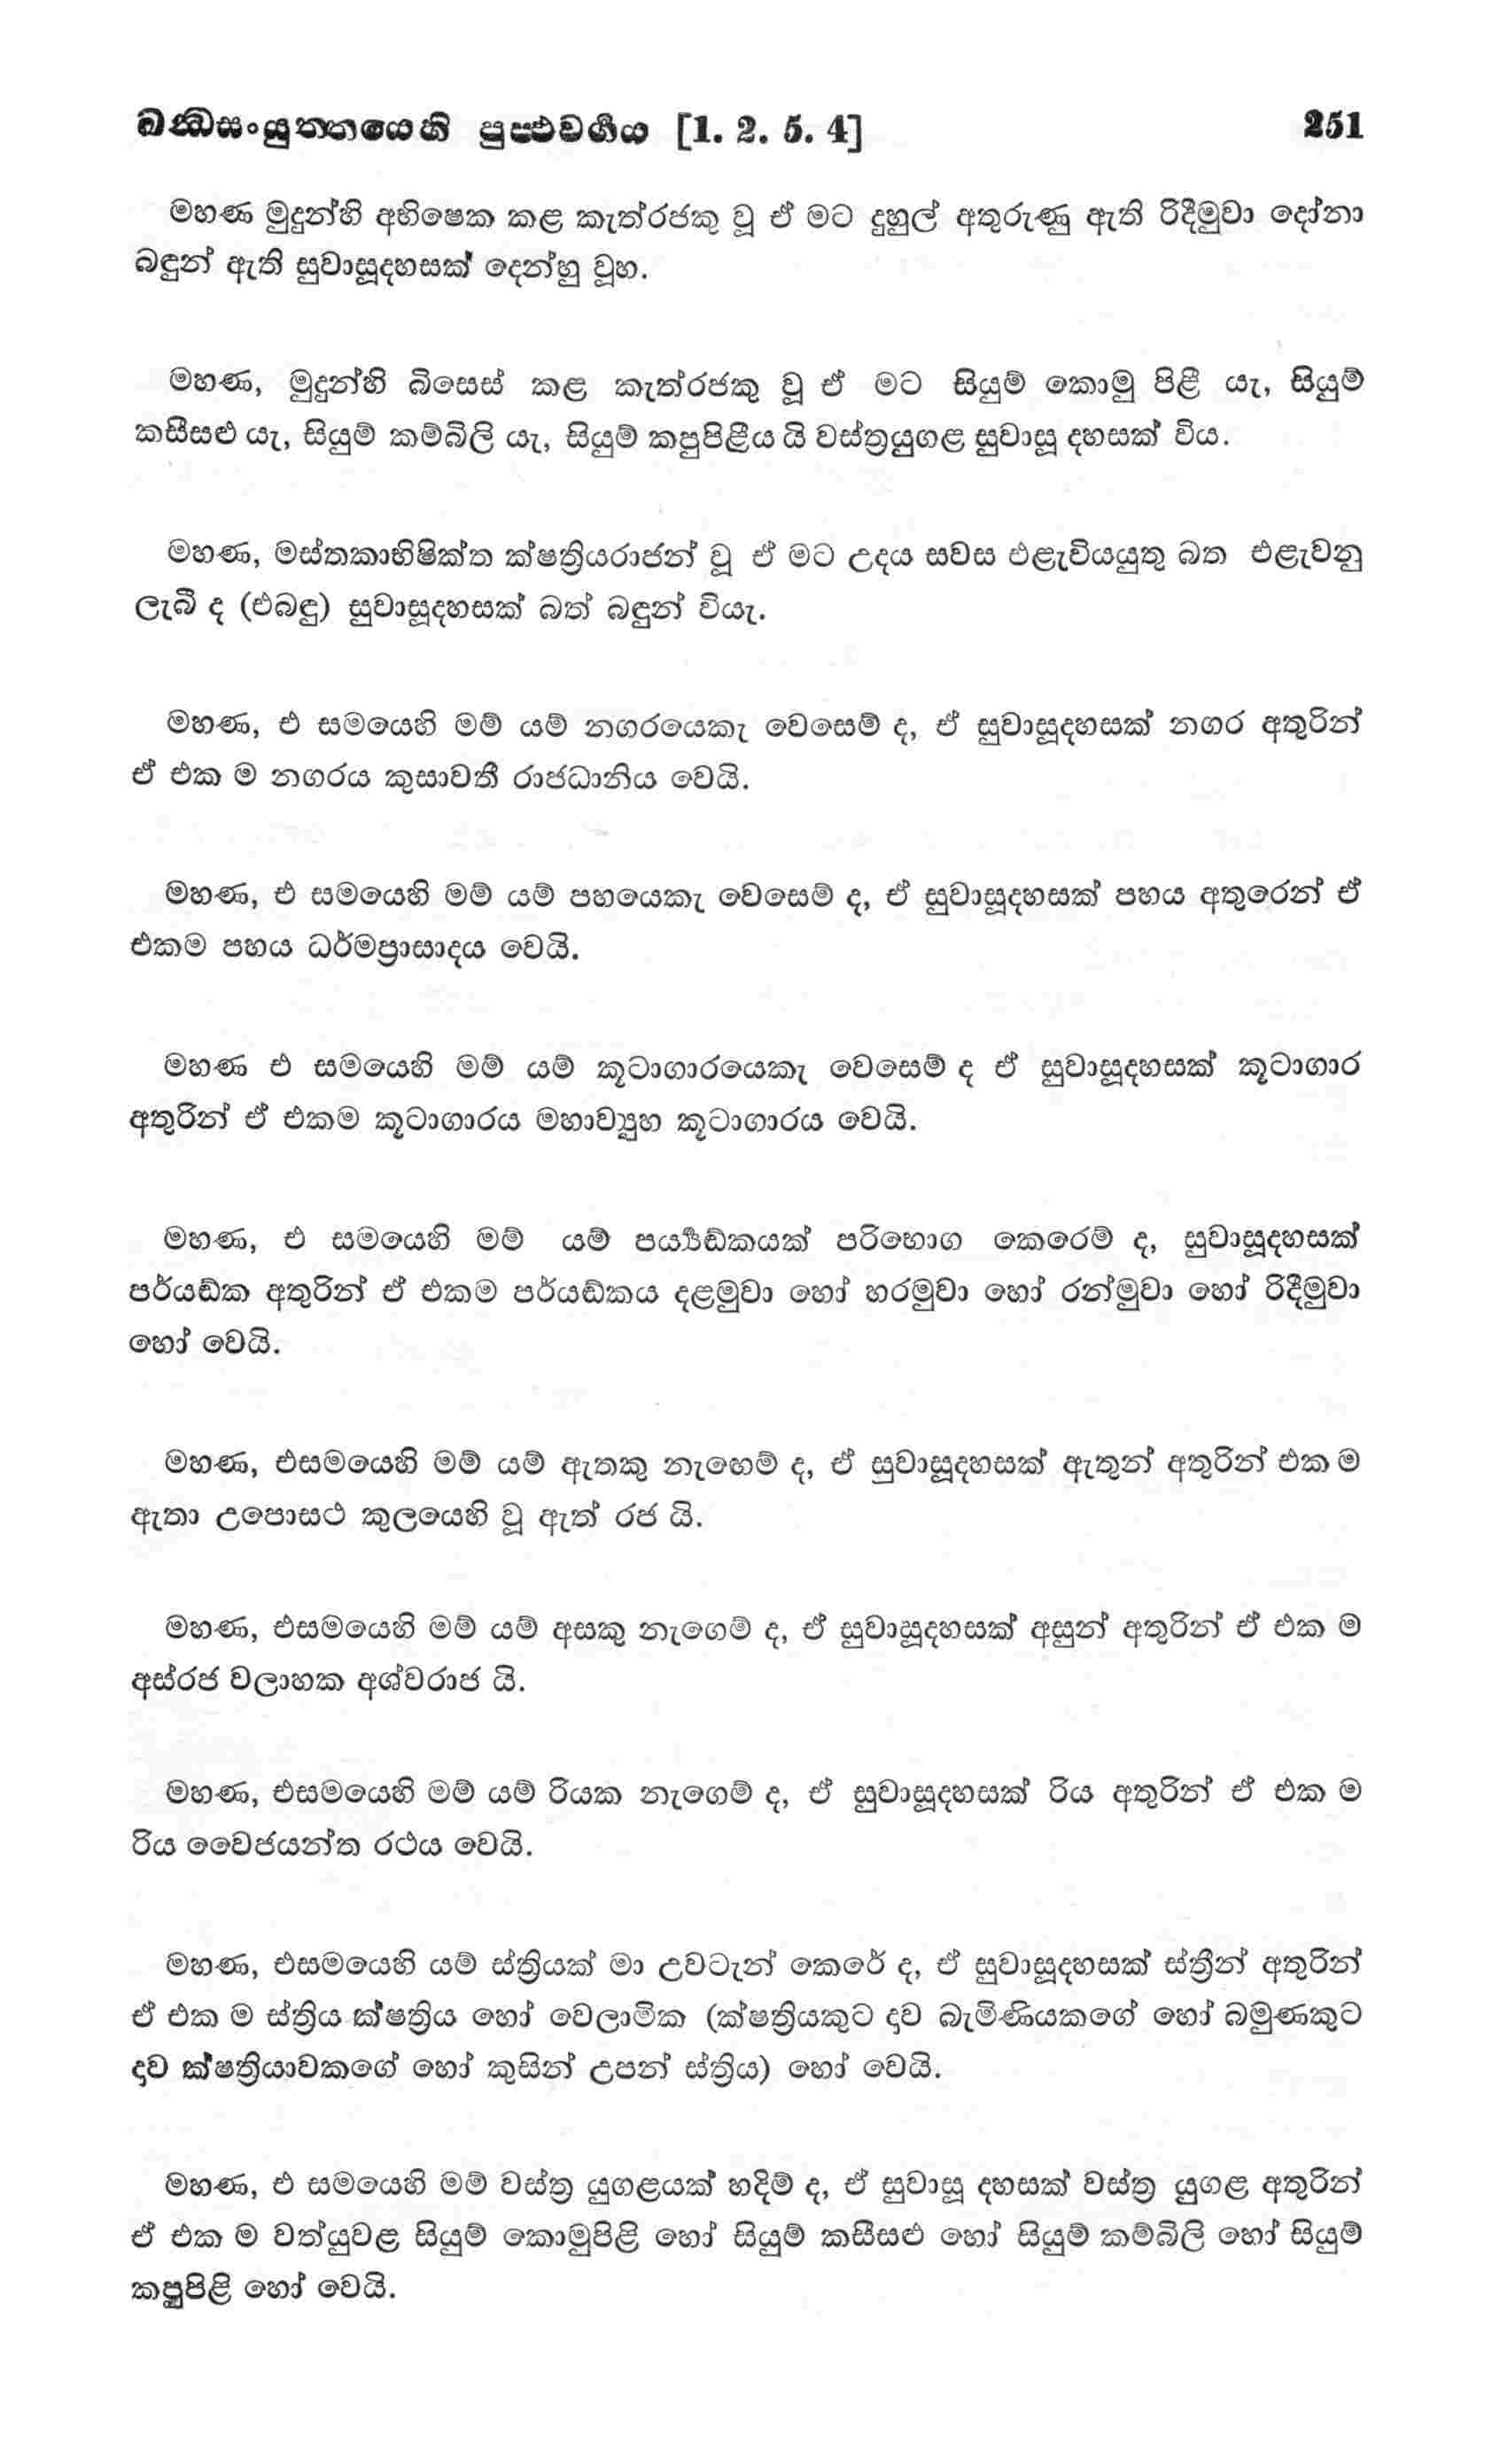 ඛන්‍ධසංයුත්තයෙහි පුප්ඵවර්‍ගය [1. 2. 5. 4] 251
මහණ මුදුන්හි අභිෂෙක කළ කැත්රජකු වූ ඒ මට දුහුල් අතුරුණු ඇති රිදීමුවා දෝනා
බඳුන් ඇති සුවාසූදහසක් දෙන්හු වූහ.
මහණ, මුදුන්හි බිසෙස් කළ කැත්රජකු වූ ඒ මට සියුම් කොමු පිළී යැ, සියුම්
කසීසළු යැ, සියුම් කම්බිලි යැ, සියුම් කපුපිළීය යි වස්ත්‍රයුගළ සුවාසූ දහසක් විය.
මහණ, මස්තකාභිෂික්ත ක්ෂත්‍රියරාජන් වූ ඒ මට උදය සවස එළැවියයුතු බත එළැවනු
ලැබී ද (එබඳු) සුවාසූදහසක් බත් බඳුන් වියැ.
මහණ, එ සමයෙහි මම් යම් නගරයෙකැ වෙසෙම් ද, ඒ සුවාසූදහසක් නගර අතුරින්
ඒ එක ම නගරය කුසාවතී රාජධානිය වෙයි.
මහණ, එ සමයෙහි මම් යම් පහයෙකැ වෙසෙම් ද, ඒ සුවාසූදහසක් පහය අතුරෙන් ඒ
එකම පහය ධර්මප්‍රාසාදය වෙයි.
මහණ එ සමයෙහි මම් යම් කූටාගාරයෙකැ වෙසෙම් ද ඒ සුවාසූදහසක් කූටාගාර
අතුරින් ඒ එකම කූටාගාරය මහාව්‍යුහ කූටාගාරය වෙයි.
මහණ, එ සමයෙහි මම් යම් පර්‍ය්‍යඞ්කයක් පරිභොග කෙරෙම් ද, සුවාසූදහසක්
පර්යඞ්ක අතුරින් ඒ එකම පර්යඞ්කය දළමුවා හෝ හරමුවා හෝ රන්මුවා හෝ රිදීමුවා
හෝ වෙයි.
මහණ, එසමයෙහි මම් යම් ඇතකු නැඟෙම් ද, ඒ සුවාසූදහසක් ඇතුන් අතුරින් එක ම
ඇතා උපොසථ කුලයෙහි වූ ඇත් රජ යි.
මහණ, එසමයෙහි මම් යම් අසකු නැගෙම් ද, ඒ සුවාසූදහසක් අසුන් අතුරින් ඒ එක ම
අස්රජ වලාහක අශ්වරාජ යි.
මහණ, එසමයෙහි මම් යම් රියක නැගෙම් ද, ඒ සුවාසූදහසක් රිය අතුරින් ඒ එක ම
රිය වෛජයන්ත රථය වෙයි.
මහණ, එසමයෙහි යම් ස්ත්‍රියක් මා උවටැන් කෙරේ ද, ඒ සුවාසූදහසක් ස්ත්‍රීන් අතුරින්
ඒ එක ම ස්ත්‍රිය ක්ෂත්‍රිය හෝ වෙලාමික (ක්ෂත්‍රියකුට දාව බැමිණියකගේ හෝ බමුණකුට
දාව ක්ෂත්‍රියාවකගේ හෝ කුසින් උපන් ස්ත්‍රිය) හෝ වෙයි.
මහණ, එ සමයෙහි මම් වස්ත්‍ර යුගළයක් හදිම් ද, ඒ සුවාසූ දහසක් වස්ත්‍ර යුගළ අතුරින්
ඒ එක ම වත්යුවළ සියුම් කොමුපිළි හෝ සියුම් කසීසළු හෝ සියුම් කම්බිලි හෝ සියුම්
කපුපිළි හෝ වෙයි.